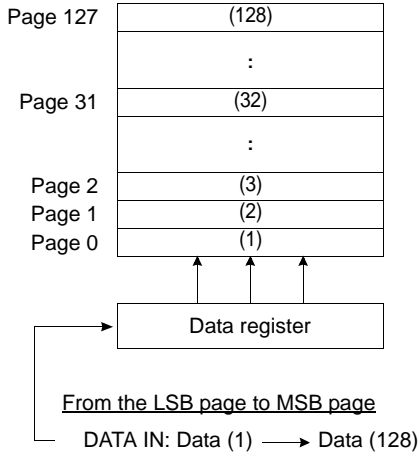 Page 127 (128)
:
Page 31 (32)
:
Page 2 (3)
Page 1 (2)
Page 0 (1)
Data register
From the LSB page to MSB page
DATA IN: Data (1) → Data (128)